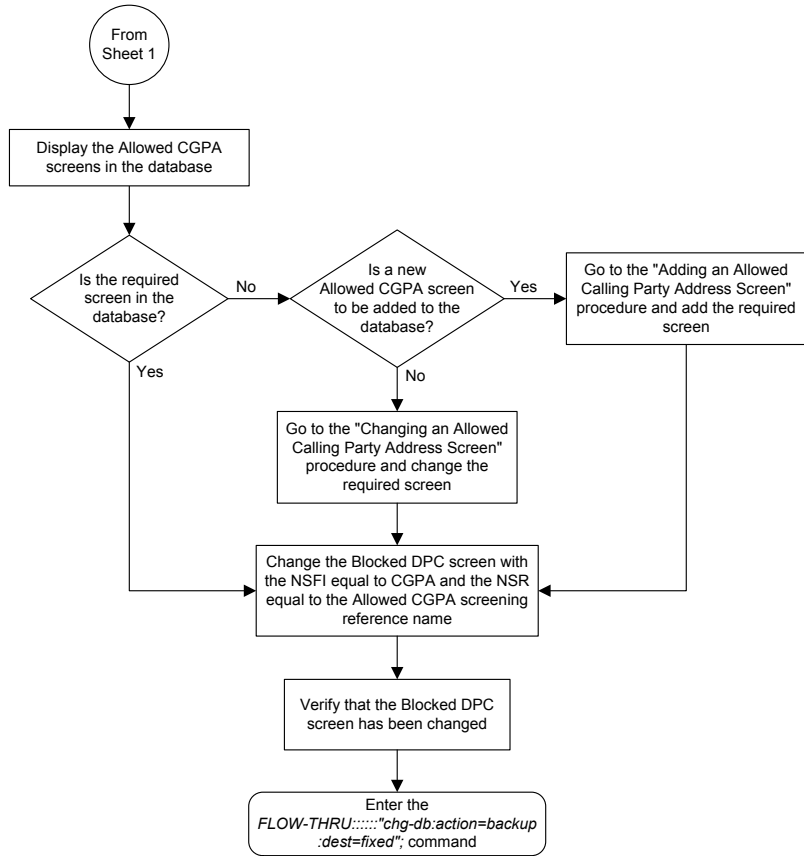 From
Sheet 1
Display the Allowed CGPA
screens in the database
Is the required
screen in the
database?
No
Yes
Is a new
Allowed CGPA screen
to be added to the
database?
Yes
No
Go to the "Adding an Allowed
Calling Party Address Screen"
procedure and add the required
screen
Go to the "Changing an Allowed
Calling Party Address Screen"
procedure and change the
required screen
Change the Blocked DPC screen with
the NSFI equal to CGPA and the NSR
equal to the Allowed CGPA screening
reference name
Verify that the Blocked DPC
screen has been changed
Enter the
FLOW-THRU::::::"chg-db:action=backup
:dest=fixed"; command